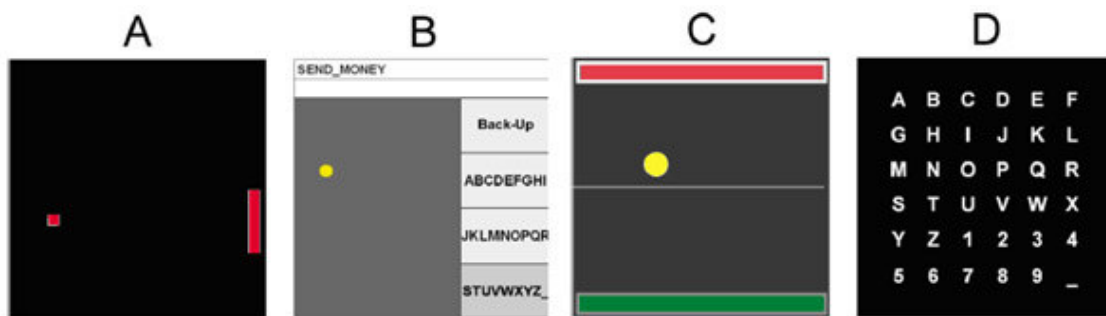 A B C D
SEND_MONEY
Back-Up
ABCDEFGHI
JKLMNOPQR
STUVWXYZ_
A B C D E F
G H I J K L
M N O P Q R
S T U V W X
Y Z 1 2 3 4
5 6 7 8 9 _